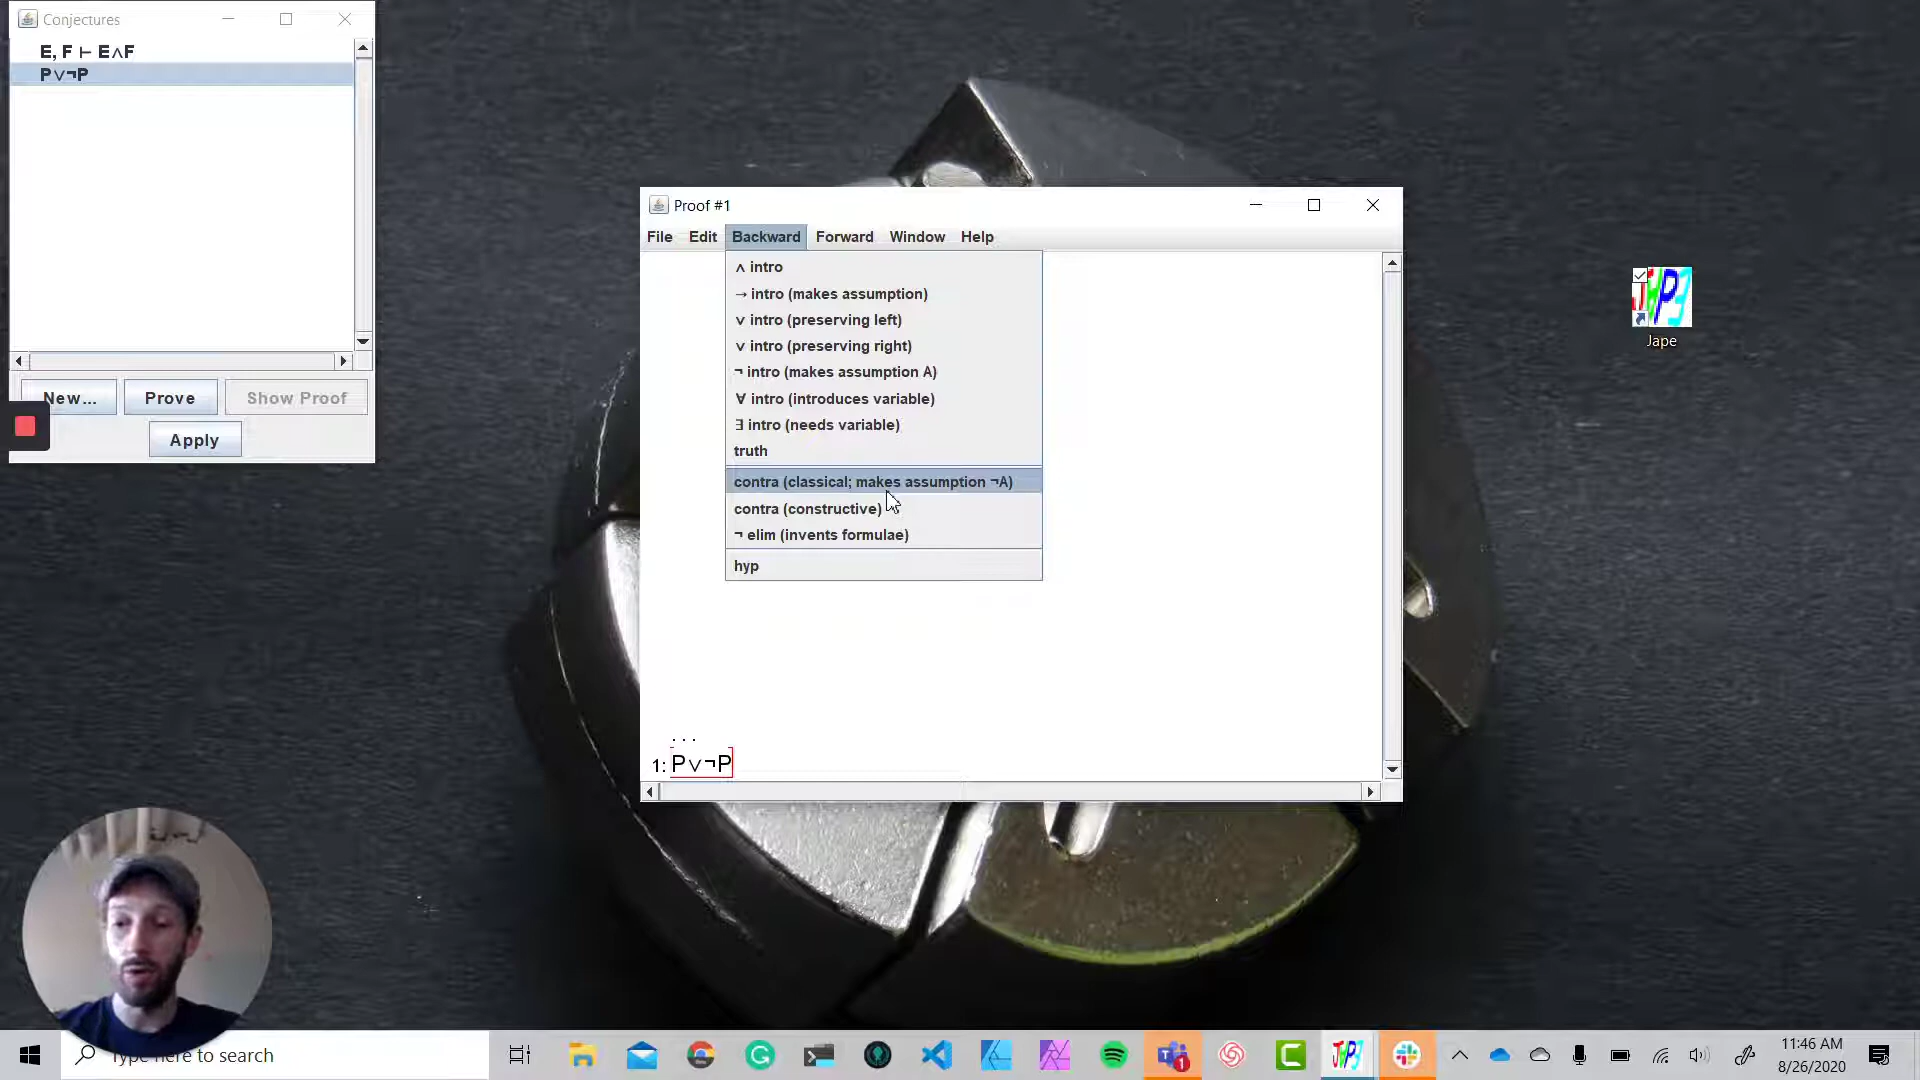 Conjectures
E, F ⊢ E∧F
P∨¬P
New...
Prove
Show Proof
Apply
Proof #1
File Edit Backward Forward Window Help
∧ intro
→ intro (makes assumption)
∨ intro (preserving left)
∨ intro (preserving right)
¬ intro (makes assumption A)
∀ intro (introduces variable)
∃ intro (needs variable)
truth
contra (classical; makes assumption ¬A)
contra (constructive)
¬ elim (invents formulae)
hyp
...
1: P∨¬P
Jape
Type here to search
11:46 AM
8/26/2020